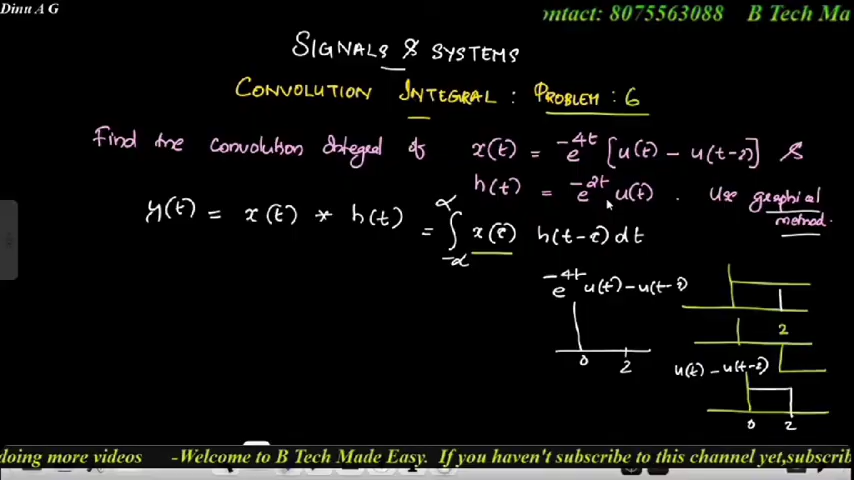 Dinu A G
ontact: 8075563088 B Tech Ma
SIGNALS & SYSTEMS
CONVOLUTION INTEGRAL : PROBLEM : 6
Find the convolution Integral of x(t) = e^{-4t} [u(t) - u(t-2)] &
h(t) = e^{-2t} u(t) . Use graphical
method.
y(t) = x(t) * h(t) = ∫_{-α}^{α} x(τ) h(t-τ) dτ
e^{-4t} u(t) - u(t-2)
2
0 2
u(t) - u(t-2)
0 2
doing more videos -Welcome to B Tech Made Easy. If you haven't subscribe to this channel yet,subscrib